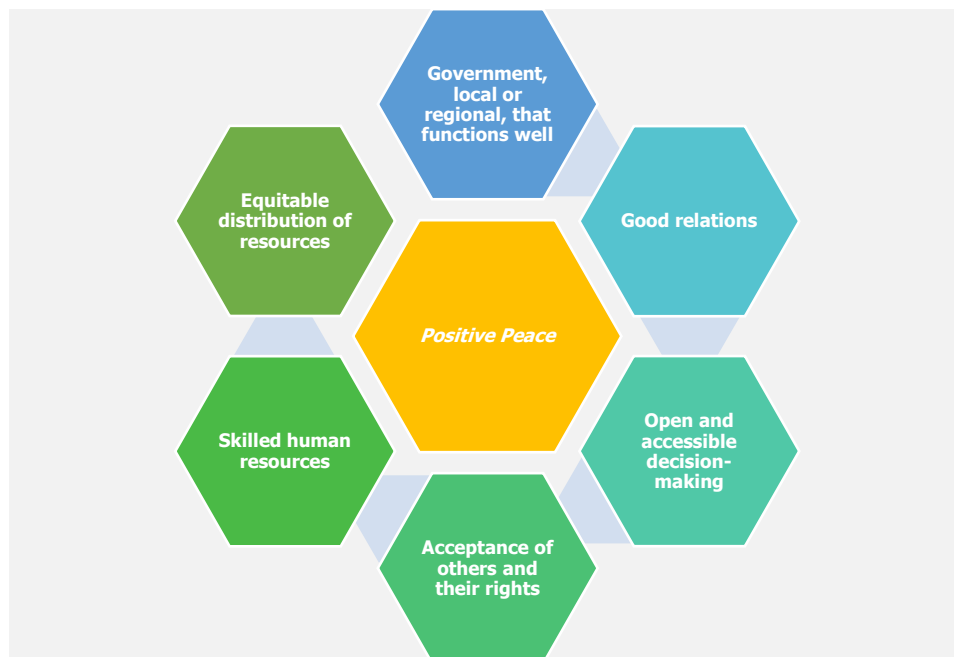 Government,
local or
regional, that
functions well
Equitable
distribution of
resources
Good relations
Positive Peace
Skilled human
resources
Open and
accessible
decision-
making
Acceptance of
others and
their rights